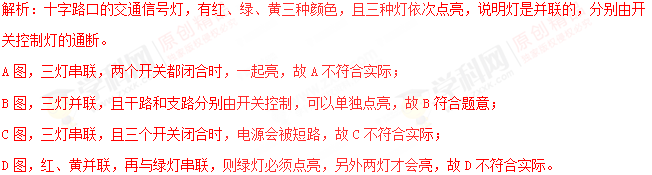 解析：十字路口的交通信号灯，有红、绿、黄三种颜色，且三种灯依次点亮，说明灯是并联的，分别由开
关控制灯的通断。
A 图，三灯串联，两个开关都闭合时，一起亮，故 A 不符合实际；
B 图，三灯并联，且干路和支路分别由开关控制，可以单独点亮，故 B 符合题意；
C 图，三灯串联，且三个开关闭合时，电源会被短路，故 C 不符合实际；
D 图，红、黄并联，再与绿灯串联，则绿灯必须点亮，另外两灯才会亮，故 D 不符合实际。